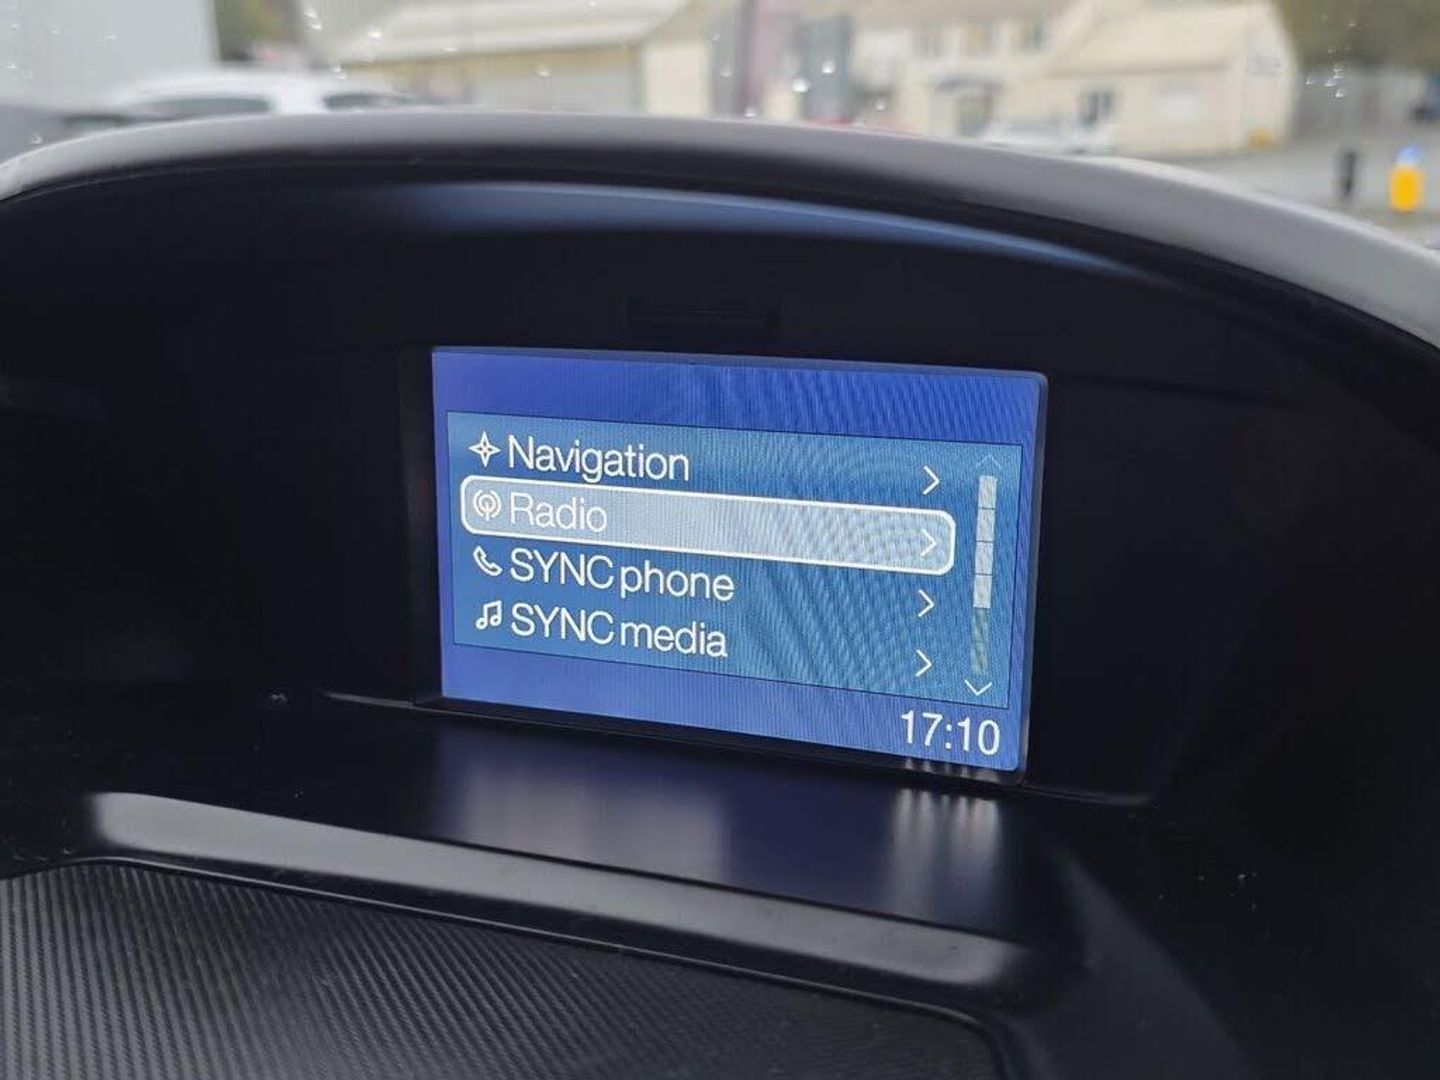 Navigation
Radio
SYNC phone
SYNC media
17:10